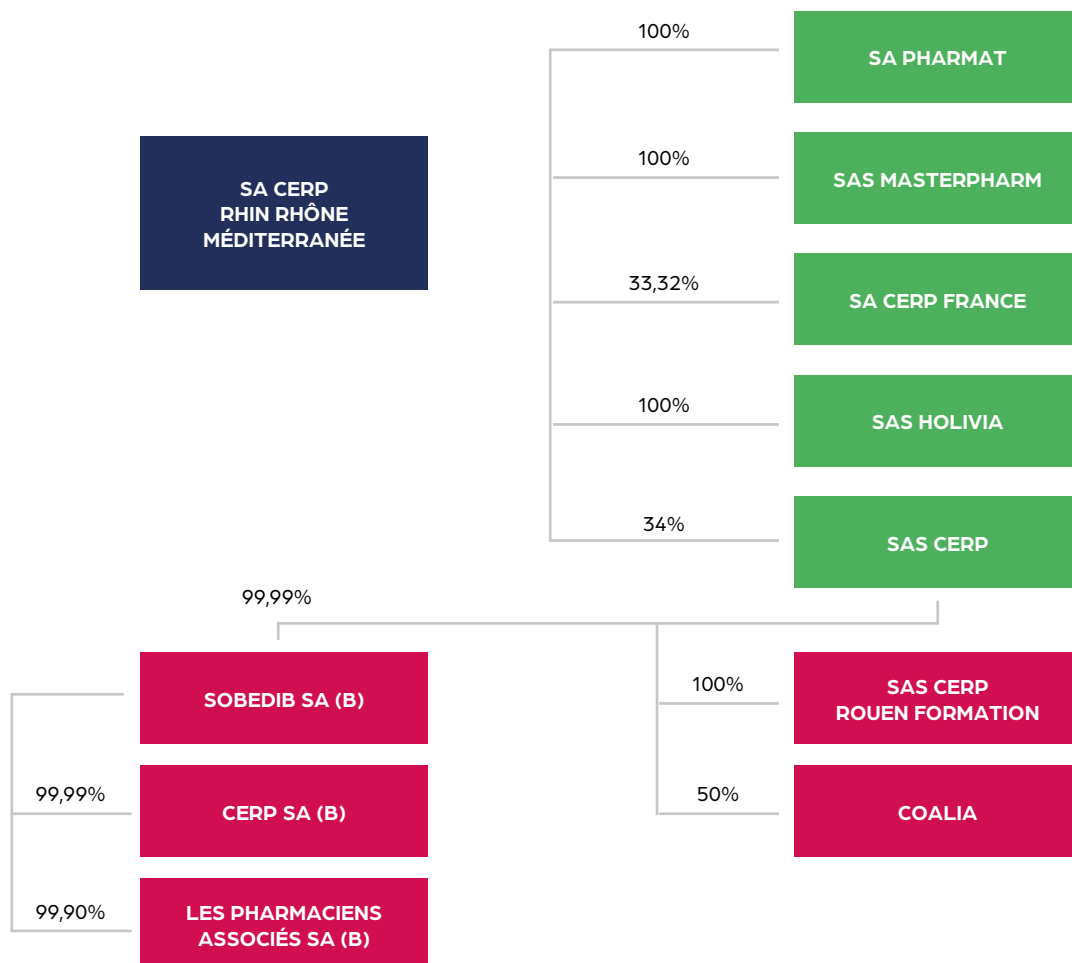 100%
SA PHARMAT
SA CERP
RHIN RHÔNE
MÉDITERRANÉE
100%
SAS MASTERPHARM
33,32%
SA CERP FRANCE
100%
SAS HOLIVIA
34%
SAS CERP
99,99%
SOBEDIB SA (B)
100%
SAS CERP
ROUEN FORMATION
99,99%
CERP SA (B)
50%
COALIA
99,90%
LES PHARMACIENS
ASSOCIÉS SA (B)